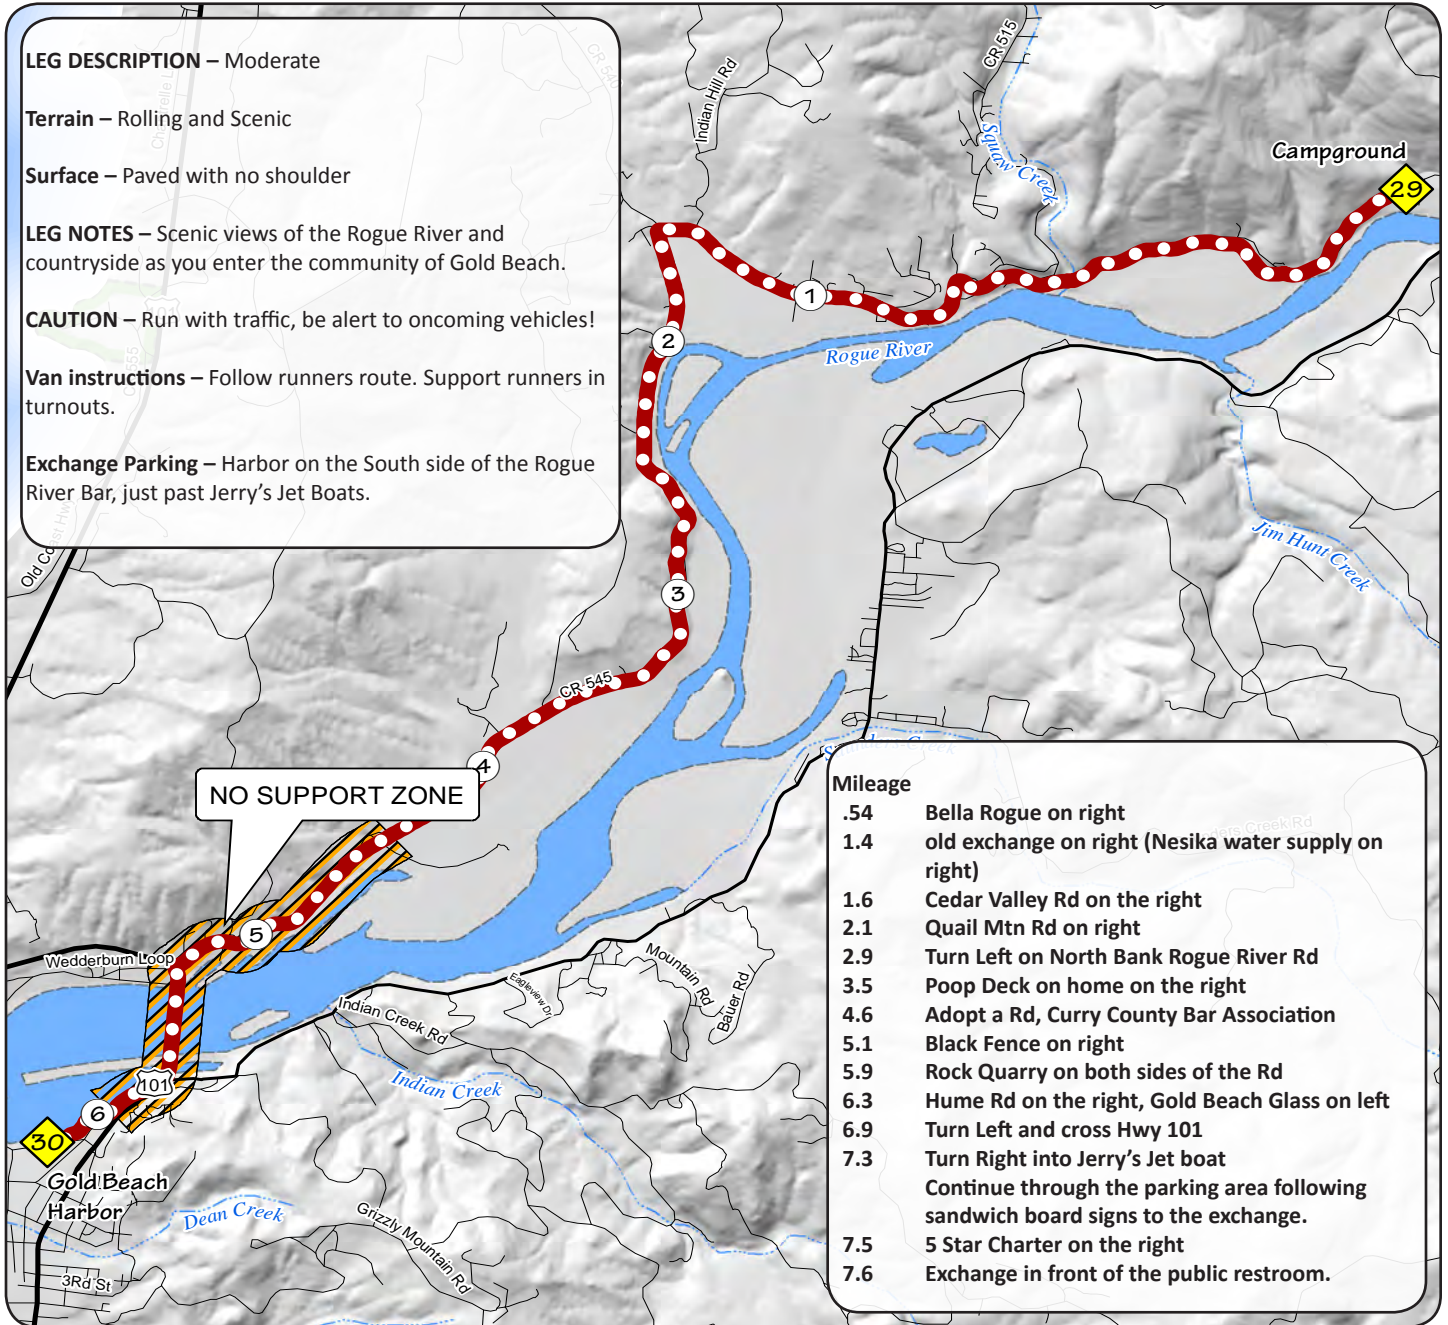 LEG DESCRIPTION – Moderate
Terrain – Rolling and Scenic
Surface – Paved with no shoulder
LEG NOTES – Scenic views of the Rogue River and
countryside as you enter the community of Gold Beach.
CAUTION – Run with traffic, be alert to oncoming vehicles!
Van instructions – Follow runners route. Support runners in
turnouts.
Exchange Parking – Harbor on the South side of the Rogue
River Bar, just past Jerry's Jet Boats.
CR 540
Indian Hill Rd
CR 515
Squaw Creek
Campground
29
1
2
Rogue River
Old Coast Hwy
Jim Hunt Creek
3
CR 545
4
NO SUPPORT ZONE
5
Wedderburn Loop
Mountain Rd
Bauer Rd
Eagleview Dr
Indian Creek Rd
Indian Creek
101
6
30
Gold Beach
Harbor
Dean Creek
Grizzly Mountain Rd
3Rd St
Saunders Creek
Mileage
.54 Bella Rogue on right
1.4 old exchange on right (Nesika water supply on
right)
1.6 Cedar Valley Rd on the right
2.1 Quail Mtn Rd on right
2.9 Turn Left on North Bank Rogue River Rd
3.5 Poop Deck on home on the right
4.6 Adopt a Rd, Curry County Bar Association
5.1 Black Fence on right
5.9 Rock Quarry on both sides of the Rd
6.3 Hume Rd on the right, Gold Beach Glass on left
6.9 Turn Left and cross Hwy 101
7.3 Turn Right into Jerry's Jet boat
Continue through the parking area following
sandwich board signs to the exchange.
7.5 5 Star Charter on the right
7.6 Exchange in front of the public restroom.